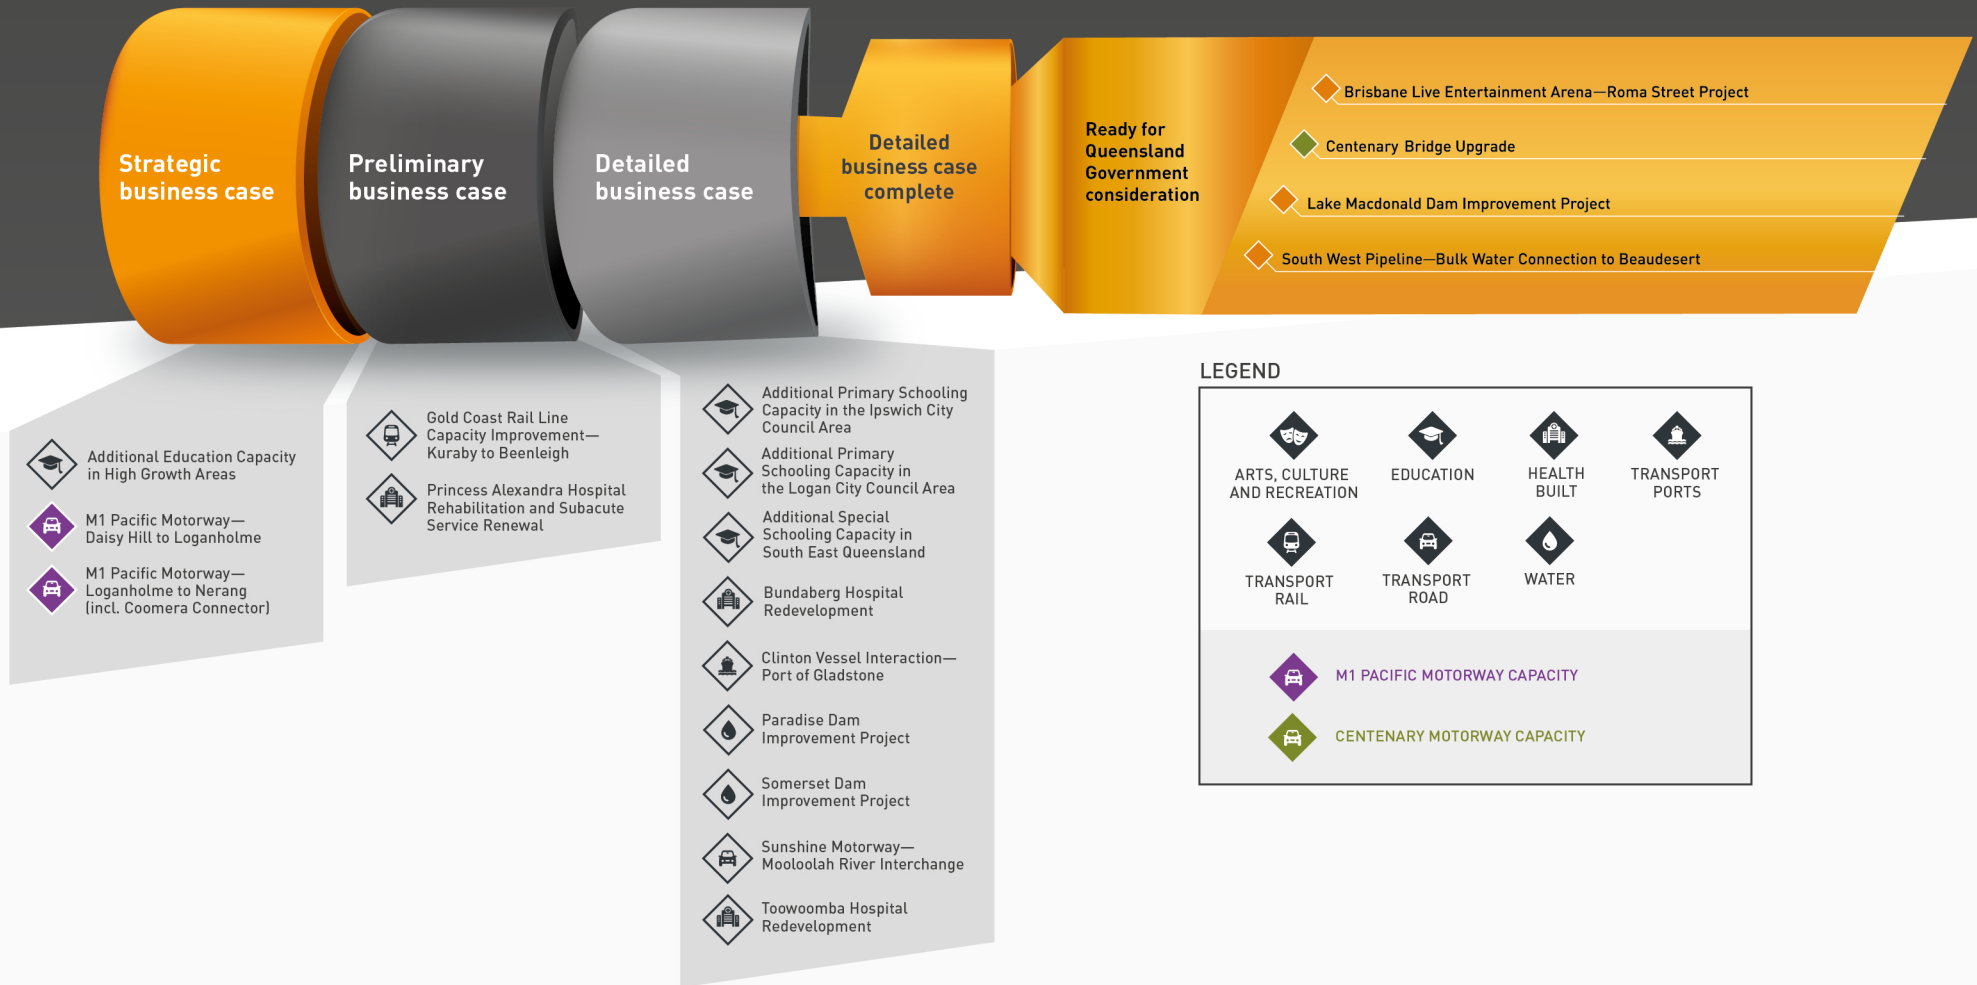 Strategic
business case
Preliminary
business case
Detailed
business case
Detailed
business case
complete
Ready for
Queensland
Government
consideration
Brisbane Live Entertainment Arena—Roma Street Project
Centenary Bridge Upgrade
Lake Macdonald Dam Improvement Project
South West Pipeline—Bulk Water Connection to Beaudesert
Additional Education Capacity
in High Growth Areas
M1 Pacific Motorway—
Daisy Hill to Loganholme
M1 Pacific Motorway—
Loganholme to Nerang
(incl. Coomera Connector)
Gold Coast Rail Line
Capacity Improvement—
Kuraby to Beenleigh
Princess Alexandra Hospital
Rehabilitation and Subacute
Service Renewal
Additional Primary Schooling
Capacity in the Ipswich City
Council Area
Additional Primary
Schooling Capacity in
the Logan City Council Area
Additional Special
Schooling Capacity in
South East Queensland
Bundaberg Hospital
Redevelopment
Clinton Vessel Interaction—
Port of Gladstone
Paradise Dam
Improvement Project
Somerset Dam
Improvement Project
Sunshine Motorway—
Mooloolah River Interchange
Toowoomba Hospital
Redevelopment
LEGEND
ARTS, CULTURE
AND RECREATION
EDUCATION
HEALTH
BUILT
TRANSPORT
PORTS
TRANSPORT
RAIL
TRANSPORT
ROAD
WATER
M1 PACIFIC MOTORWAY CAPACITY
CENTENARY MOTORWAY CAPACITY